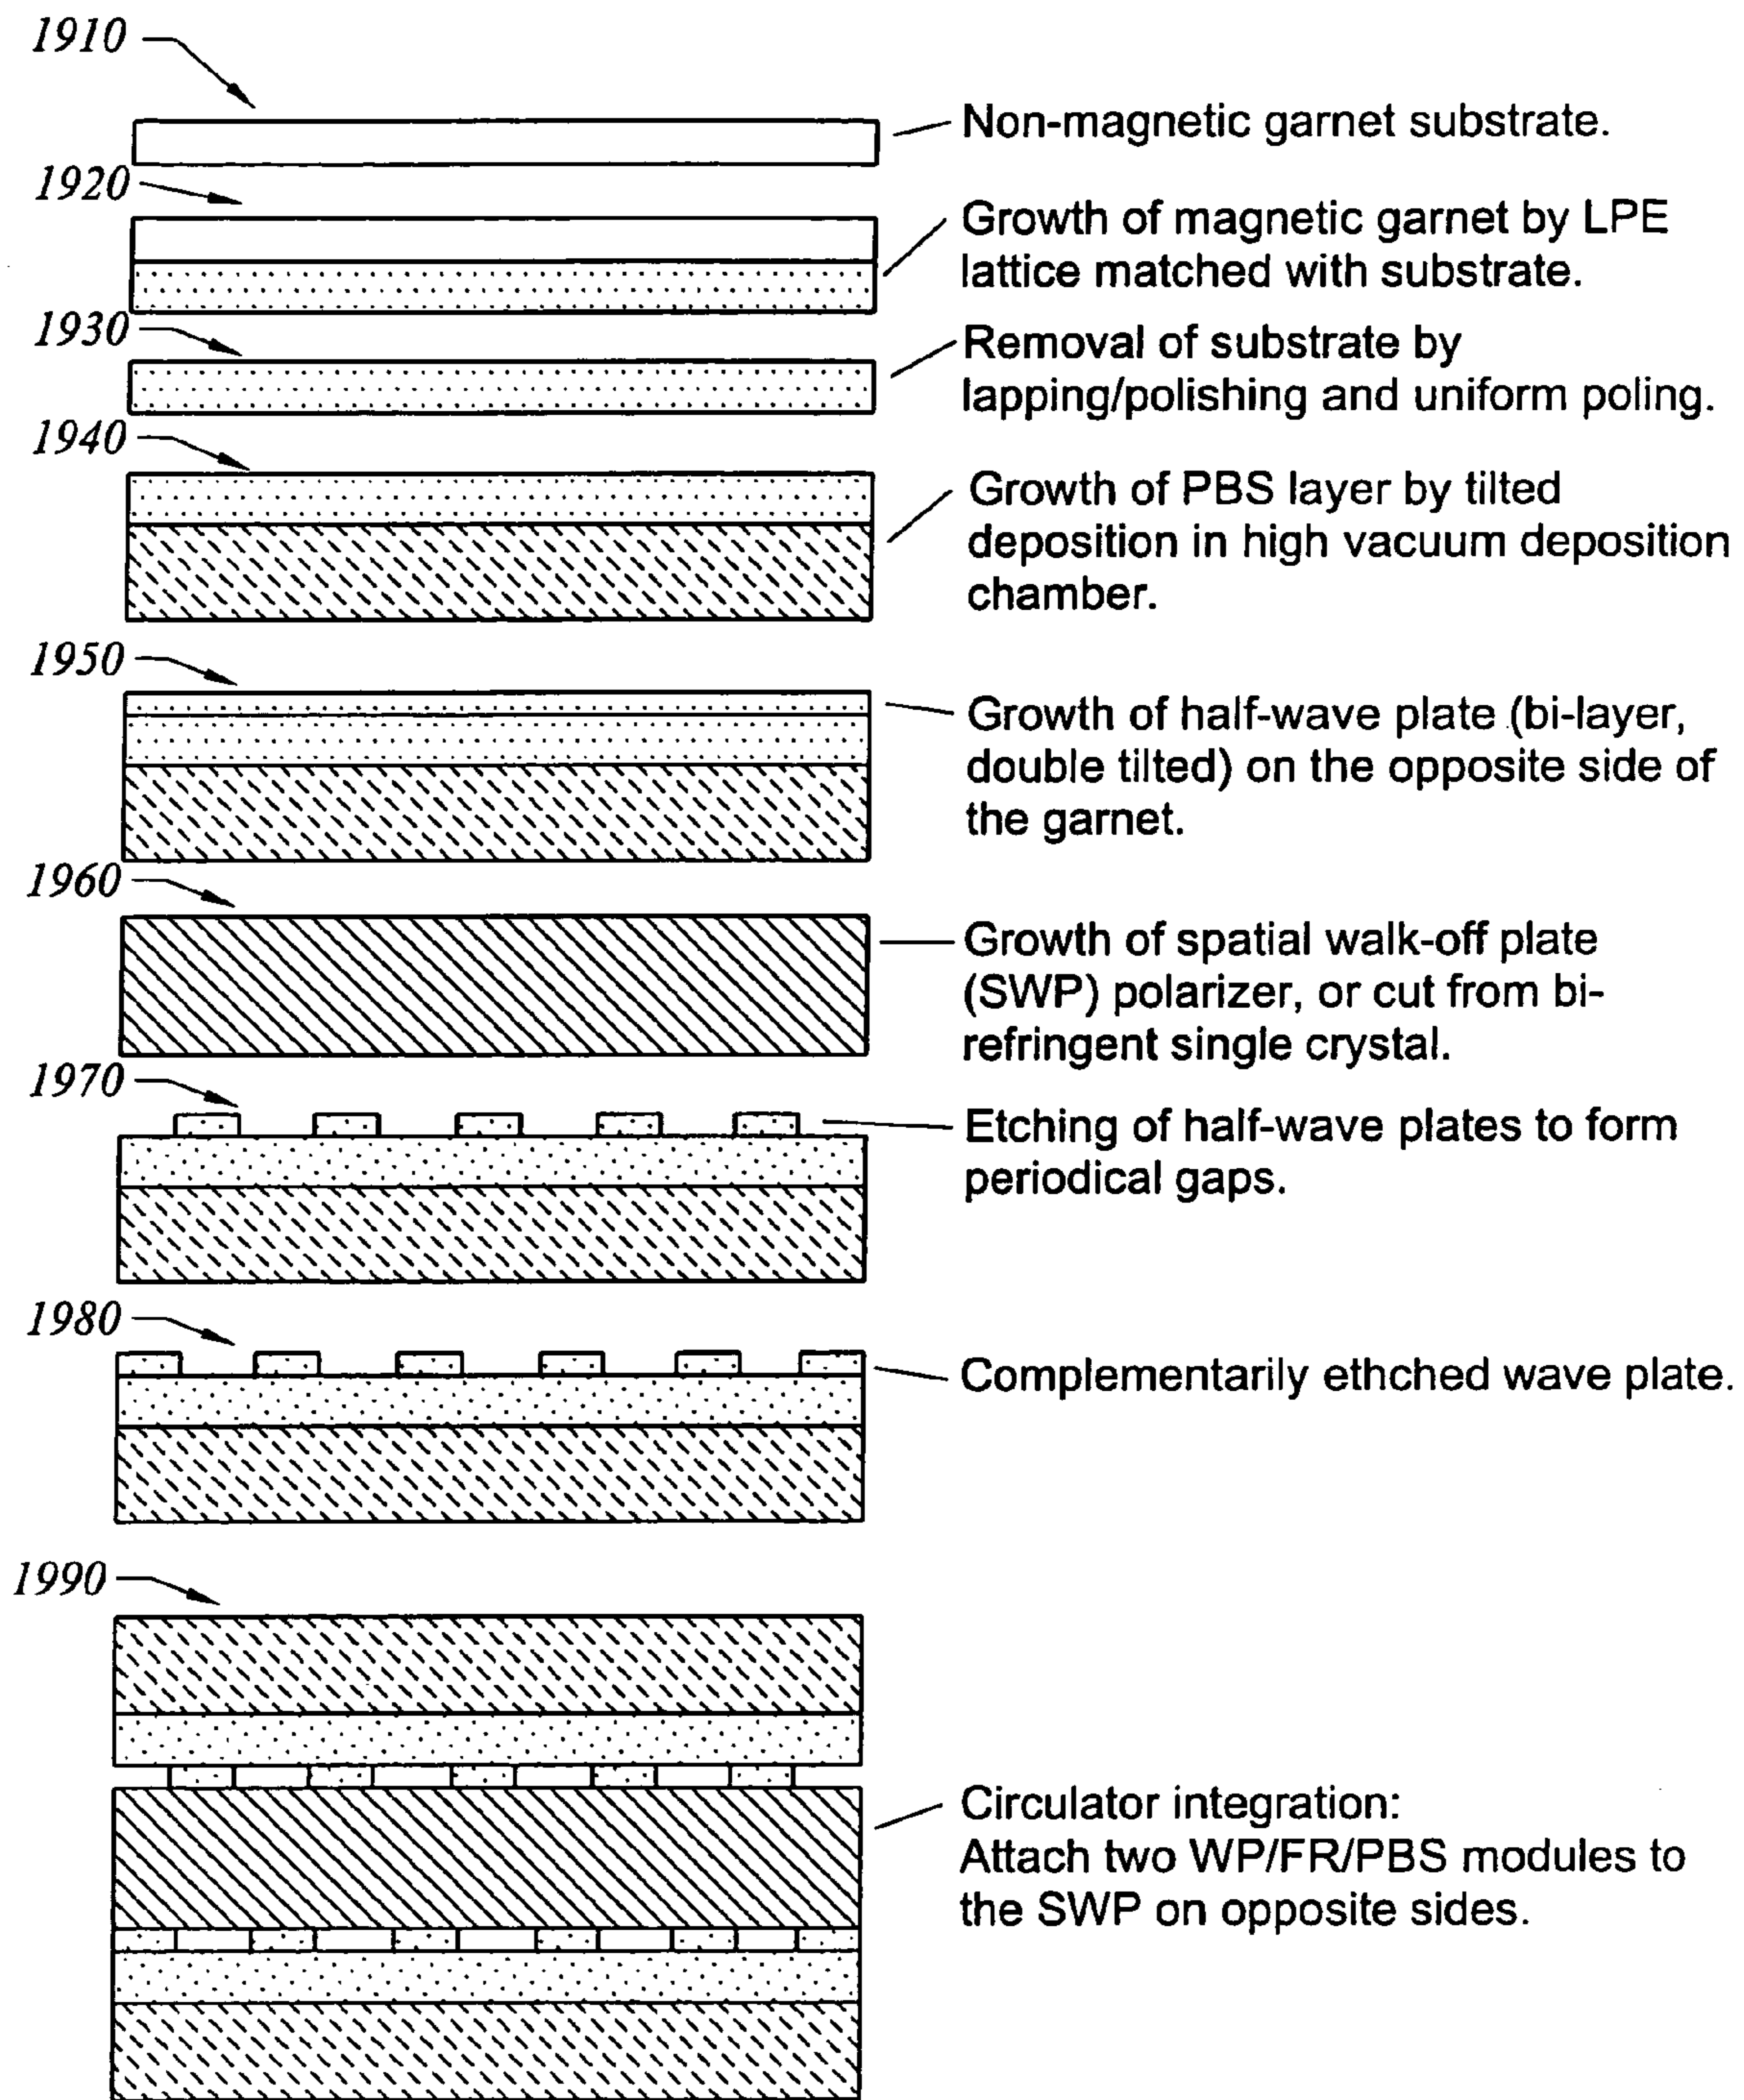 1910
Non-magnetic garnet substrate.
1920
Growth of magnetic garnet by LPE
lattice matched with substrate.
1930
Removal of substrate by
lapping/polishing and uniform poling.
1940
Growth of PBS layer by tilted
deposition in high vacuum deposition
chamber.
1950
Growth of half-wave plate (bi-layer,
double tilted) on the opposite side of
the garnet.
1960
Growth of spatial walk-off plate
(SWP) polarizer, or cut from bi-
refringent single crystal.
1970
Etching of half-wave plates to form
periodical gaps.
1980
Complementarily ethched wave plate.
1990
Circulator integration:
Attach two WP/FR/PBS modules to
the SWP on opposite sides.